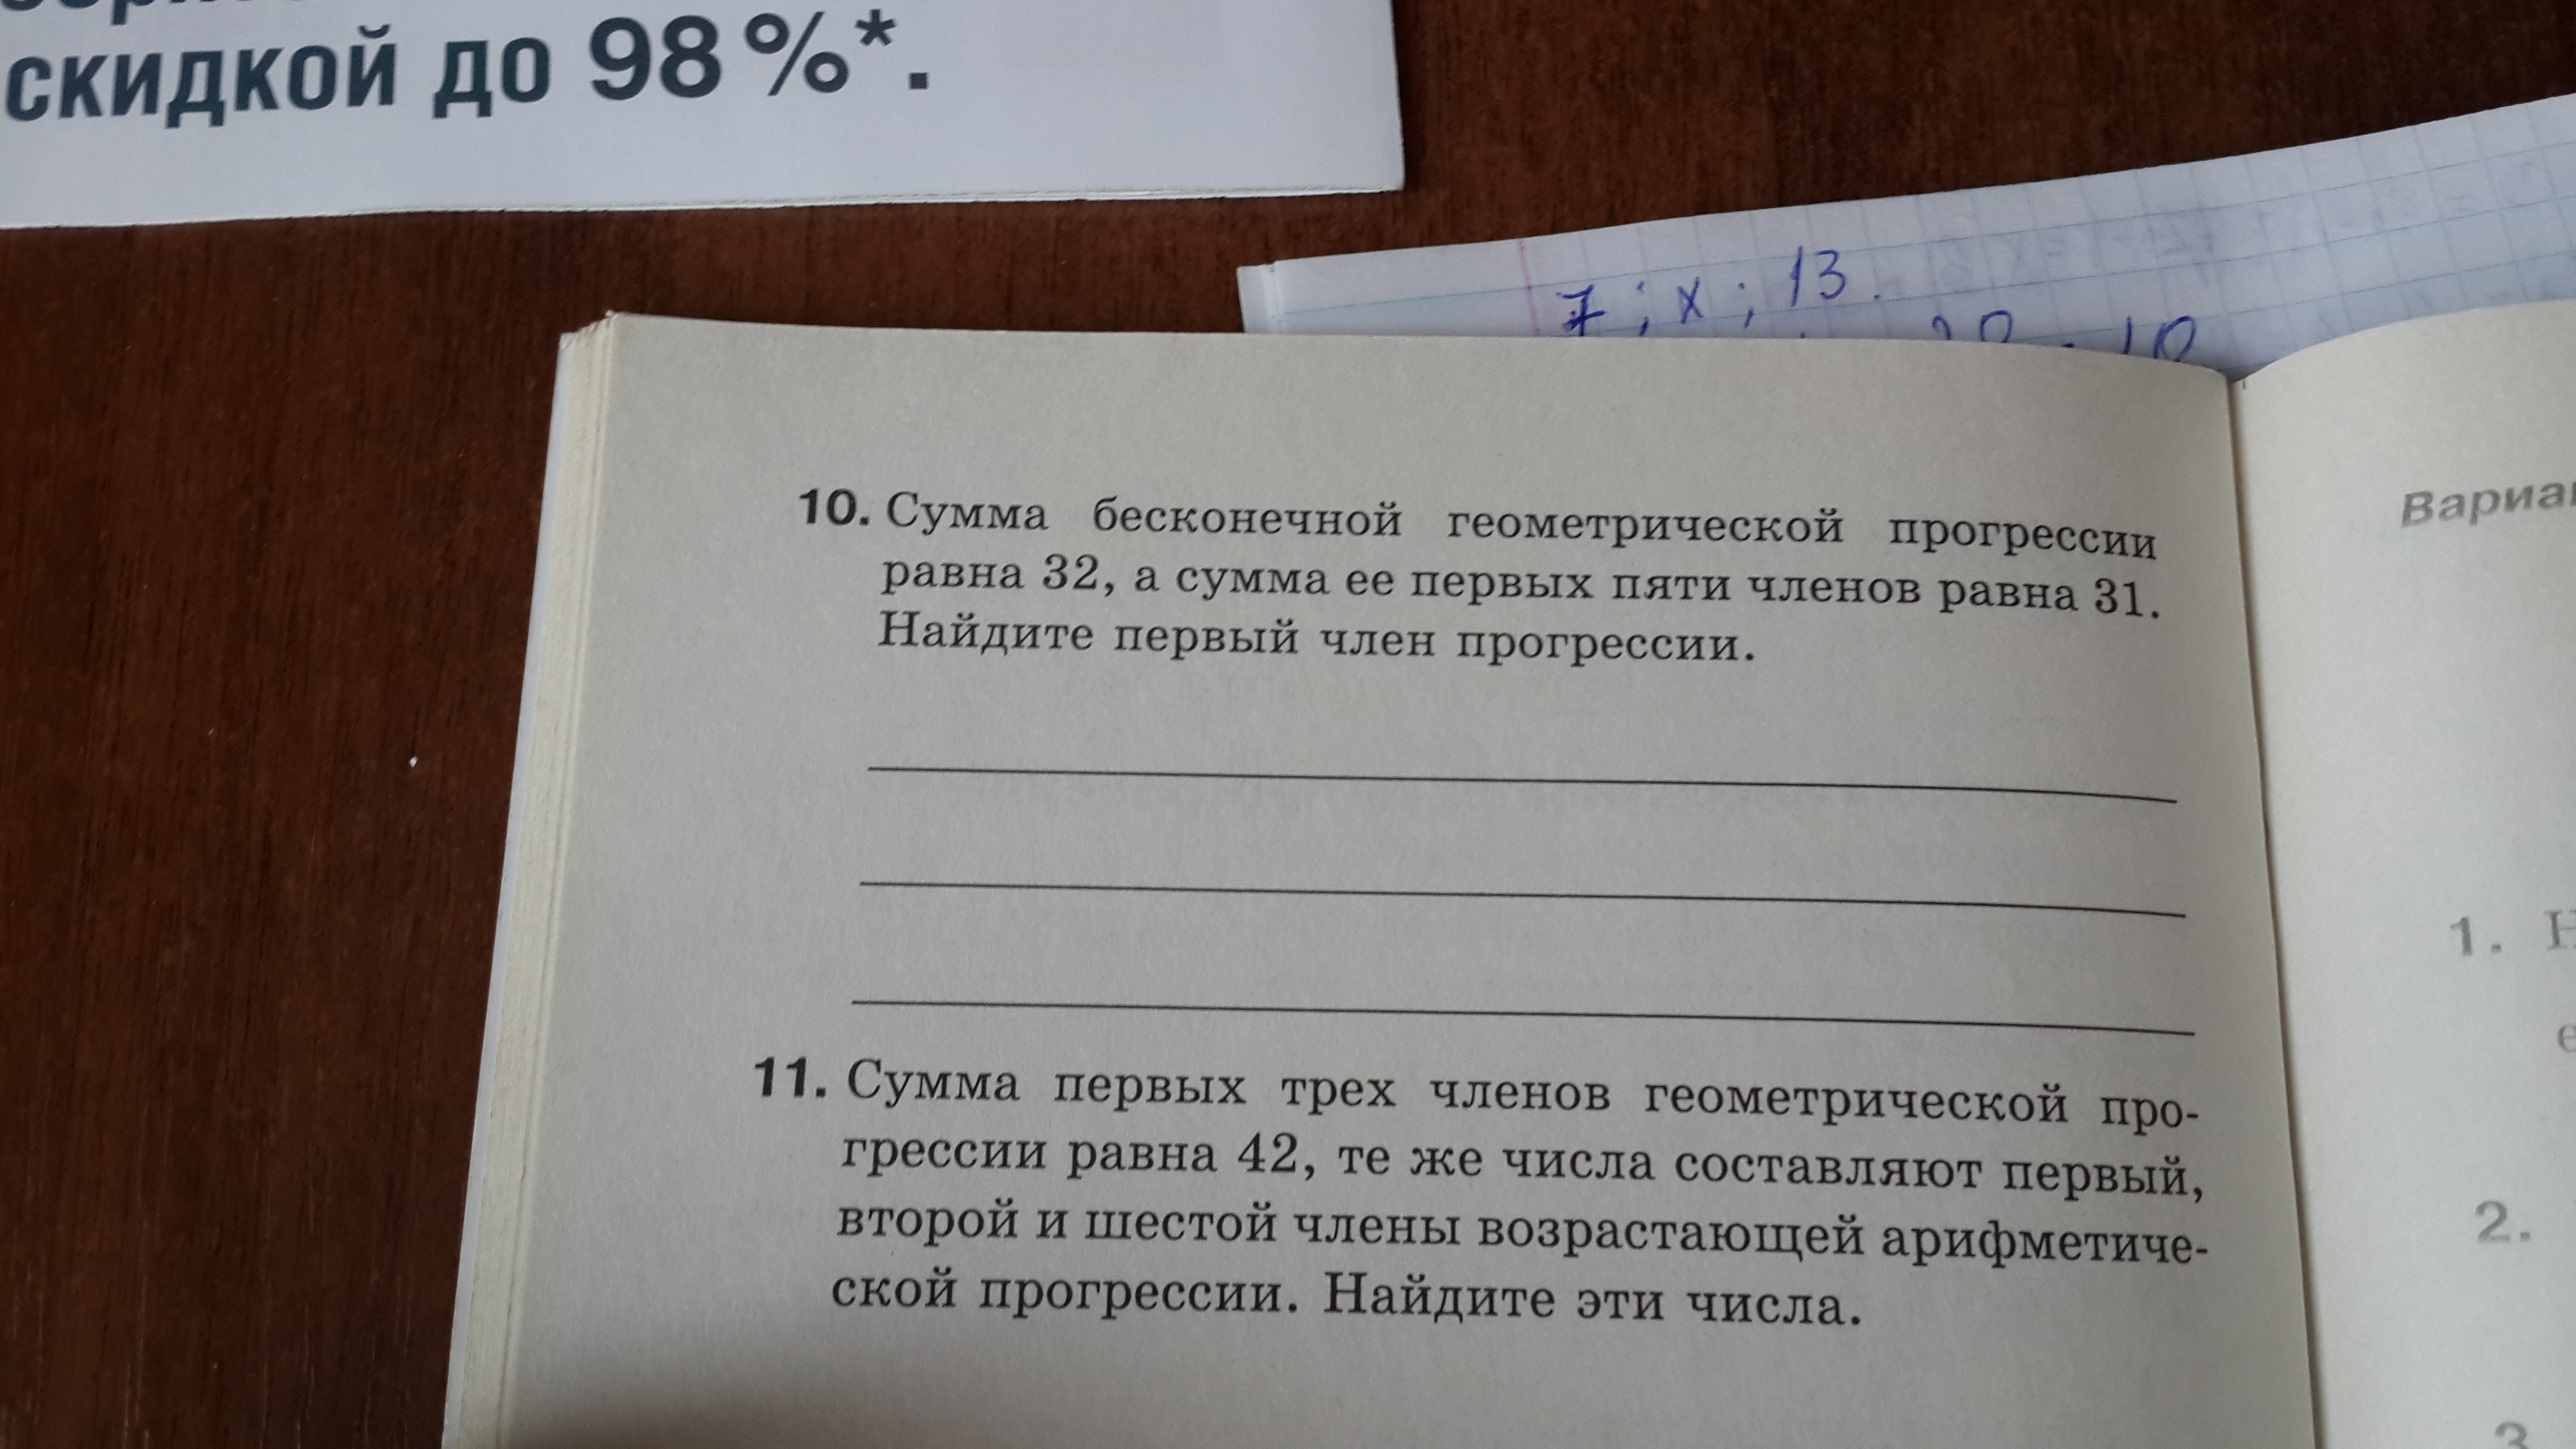 скидкой до 98 %*.
7 ; x ; 13.
10. Сумма бесконечной геометрической прогрессии
равна 32, а сумма ее первых пяти членов равна 31.
Найдите первый член прогрессии.
11. Сумма первых трех членов геометрической про-
грессии равна 42, те же числа составляют первый,
второй и шестой члены возрастающей арифметиче-
ской прогрессии. Найдите эти числа.
1.
2.